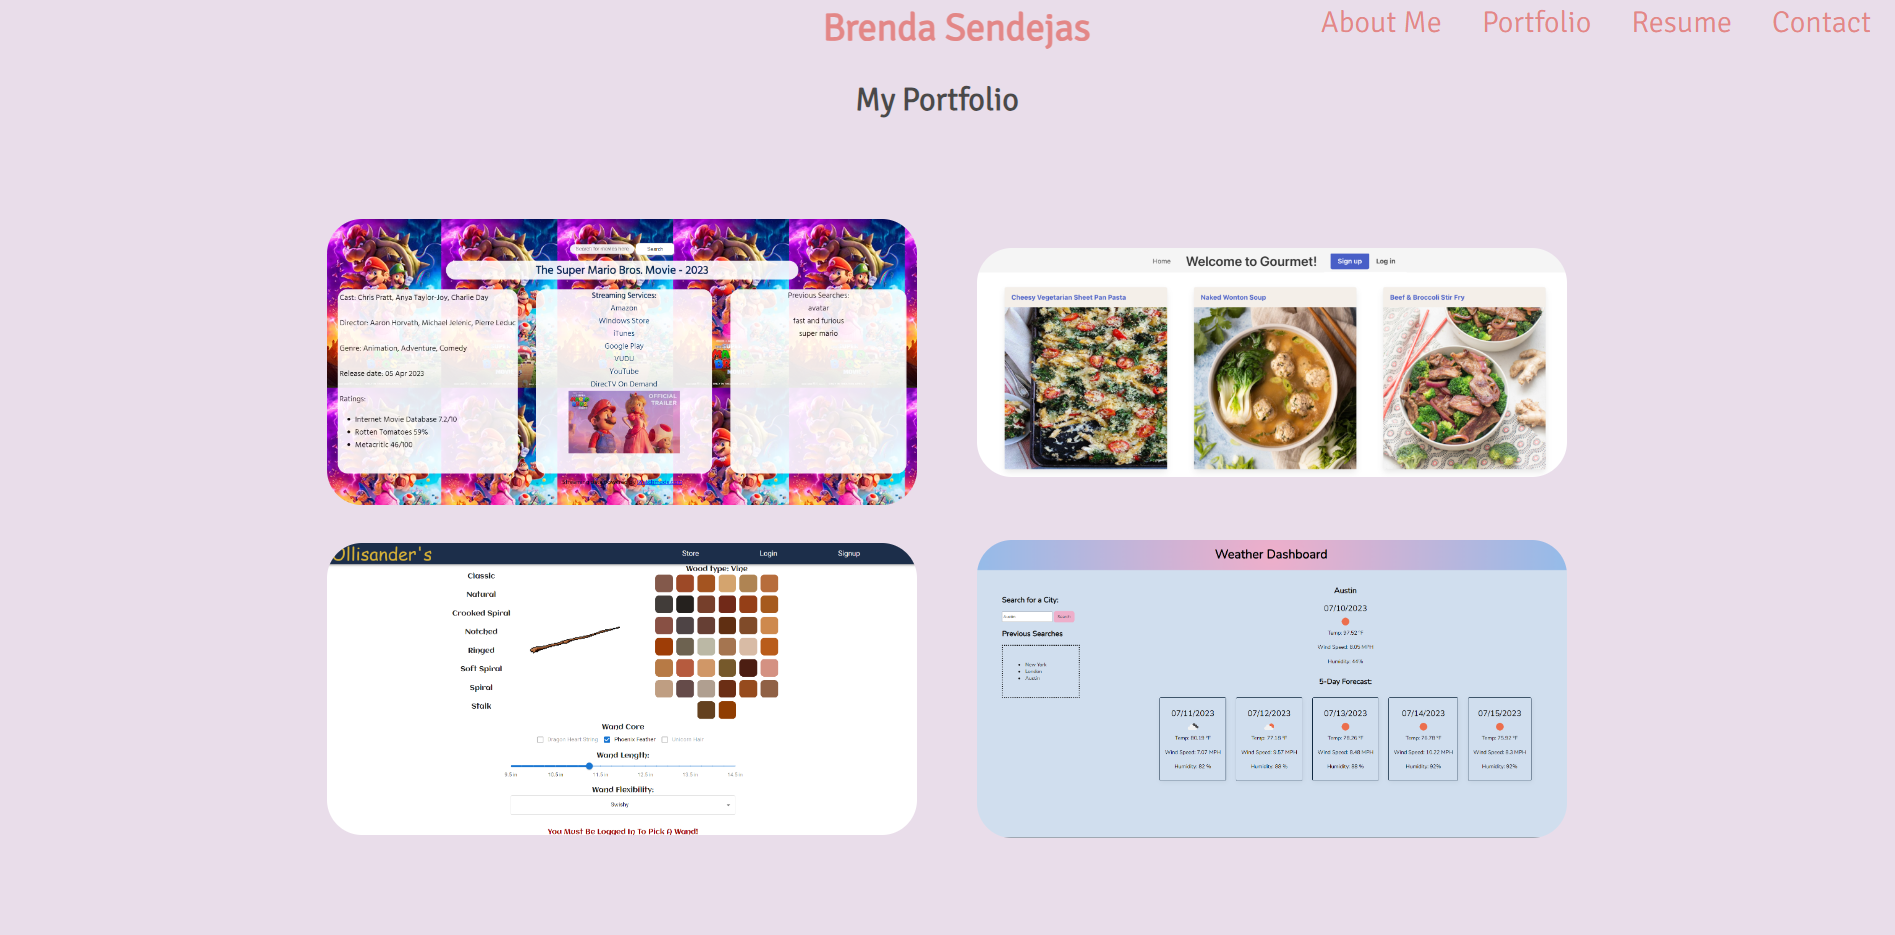 Brenda Sendejas
About Me Portfolio Resume Contact
My Portfolio
Search for movies here Search
The Super Mario Bros. Movie - 2023
Cast: Chris Pratt, Anya Taylor-Joy, Charlie Day
Director: Aaron Horvath, Michael Jelenic, Pierre Leduc
Genre: Animation, Adventure, Comedy
Release date: 05 Apr 2023
Ratings:
Internet Movie Database 7.2/10
Rotten Tomatoes 59%
Metacritic 46/100
Streaming Services:
Amazon
Windows Store
iTunes
Google Play
VUDU
YouTube
DirecTV On Demand
OFFICIAL
TRAILER
Previous Searches:
avatar
fast and furious
super mario
Home Welcome to Gourmet! Sign up Log in
Cheesy Vegetarian Sheet Pan Pasta
Naked Wonton Soup
Beef & Broccoli Stir Fry
Ollisander's
Store Login Signup
Classic
Natural
Crooked Spiral
Notched
Ringed
Soft Spiral
Spiral
Stalk
Wood type: Vine
Wand Core
Dragon Heart String Phoenix Feather Unicorn Hair
Wand Length:
9.5 in 10.5 in 11.5 in 12.5 in 13.5 in 14.5 in
Wand Flexibility:
Swishy
You Must Be Logged In To Pick A Wand!
Weather Dashboard
Search for a City:
Austin Search
Previous Searches
New York
London
Austin
Austin
07/10/2023
Temp: 97.52 °F
Wind Speed: 8.05 MPH
Humidity: 44%
5-Day Forecast:
07/11/2023
Temp: 80.19 °F
Wind Speed: 7.07 MPH
Humidity: 82 %
07/12/2023
Temp: 77.16 °F
Wind Speed: 9.57 MPH
Humidity: 88 %
07/13/2023
Temp: 76.26 °F
Wind Speed: 8.48 MPH
Humidity: 88 %
07/14/2023
Temp: 76.78 °F
Wind Speed: 10.22 MPH
Humidity: 92%
07/15/2023
Temp: 75.92 °F
Wind Speed: 8.3 MPH
Humidity: 92%